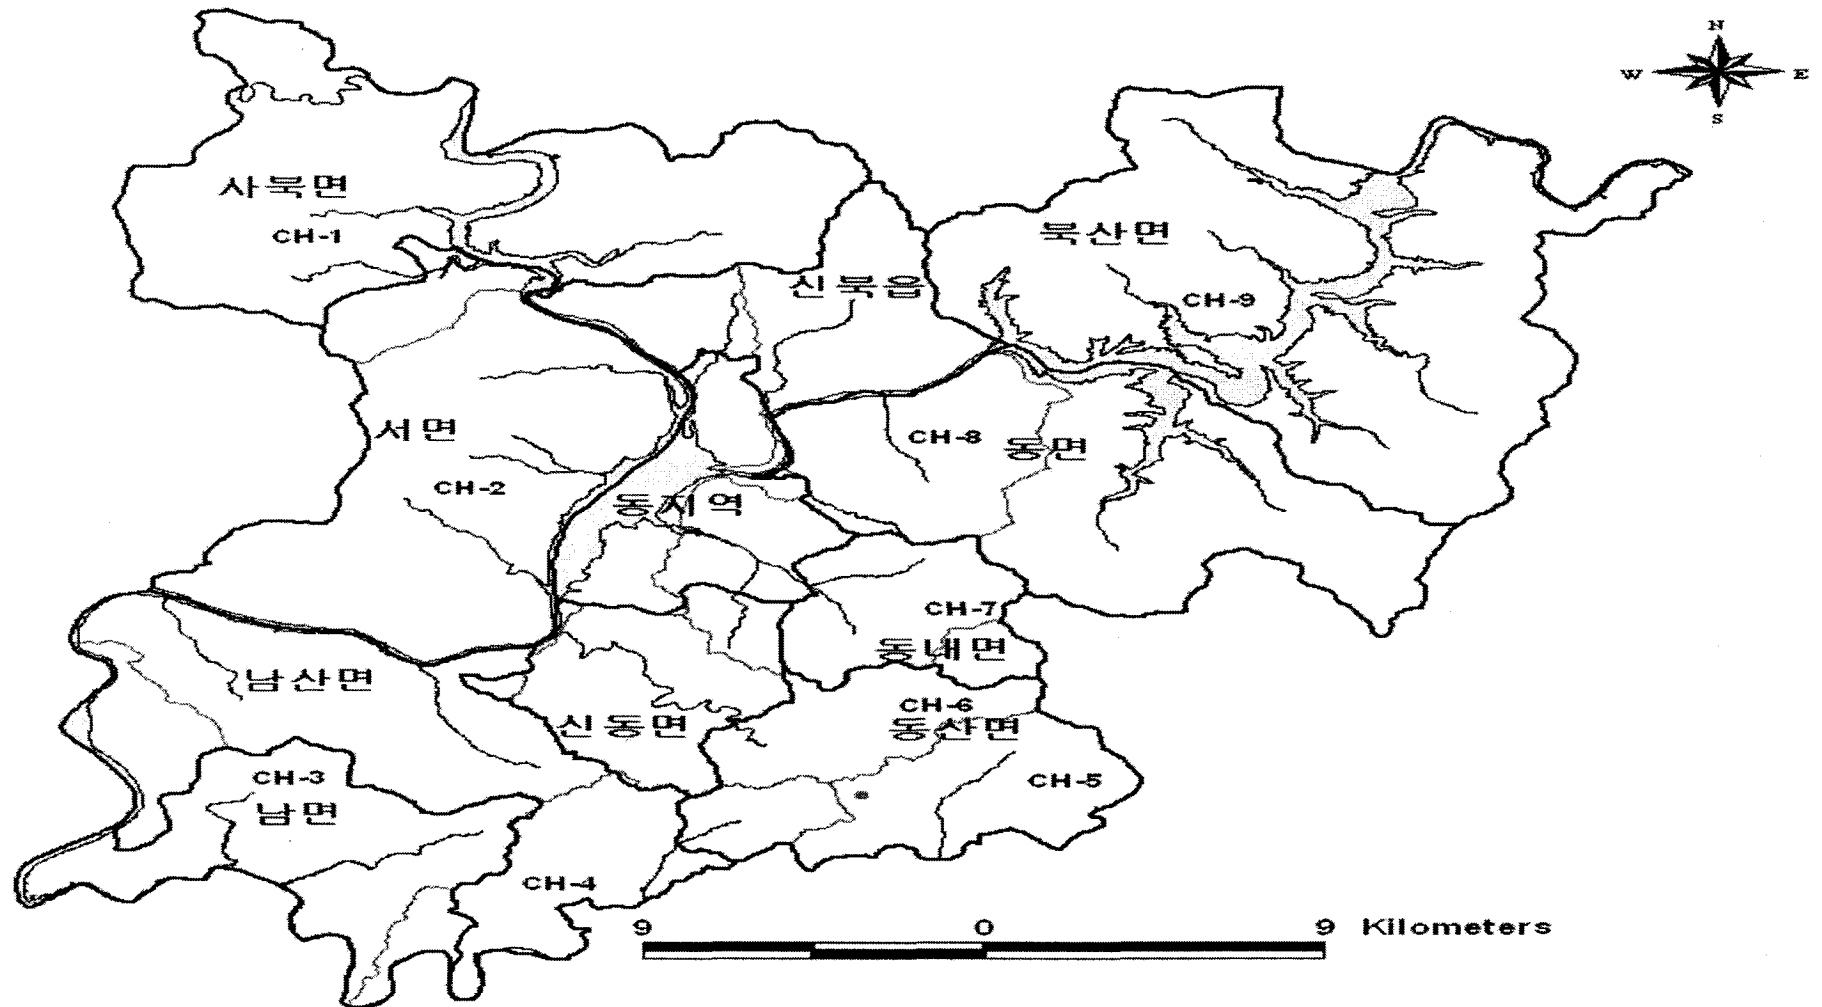 N
W E
S
사북면
CH-1
북산면
CH-9
신북읍
서면
CH-2
CH-8
동면
동지역
CH-7
동내면
남산면
신동면
CH-6
동산면
CH-3
남면
CH-5
CH-4
9 0 9 Kilometers